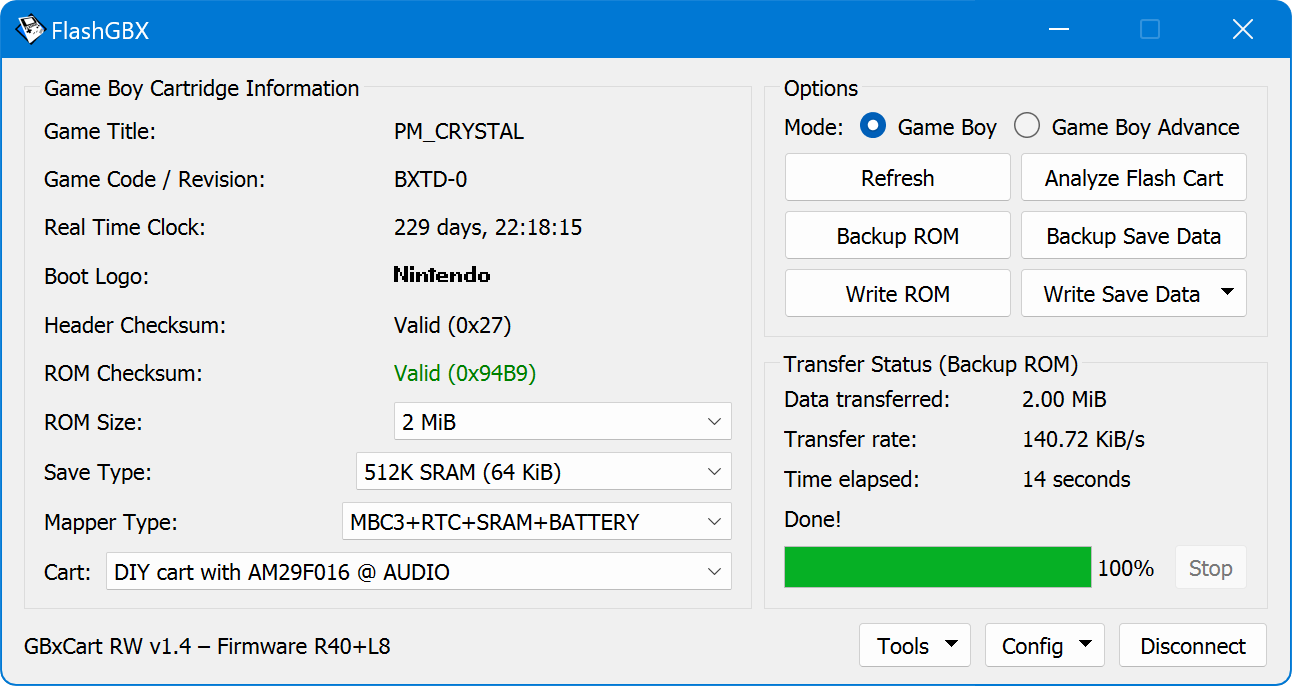 FlashGBX
Game Boy Cartridge Information
Game Title: PM_CRYSTAL
Game Code / Revision: BXTD-0
Real Time Clock: 229 days, 22:18:15
Boot Logo: Nintendo
Header Checksum: Valid (0x27)
ROM Checksum: Valid (0x94B9)
ROM Size: 2 MiB
Save Type: 512K SRAM (64 KiB)
Mapper Type: MBC3+RTC+SRAM+BATTERY
Cart: DIY cart with AM29F016 @ AUDIO
Options
Mode: Game Boy Game Boy Advance
Refresh Analyze Flash Cart
Backup ROM Backup Save Data
Write ROM Write Save Data
Transfer Status (Backup ROM)
Data transferred: 2.00 MiB
Transfer rate: 140.72 KiB/s
Time elapsed: 14 seconds
Done!
100% Stop
GBxCart RW v1.4 – Firmware R40+L8
Tools Config Disconnect